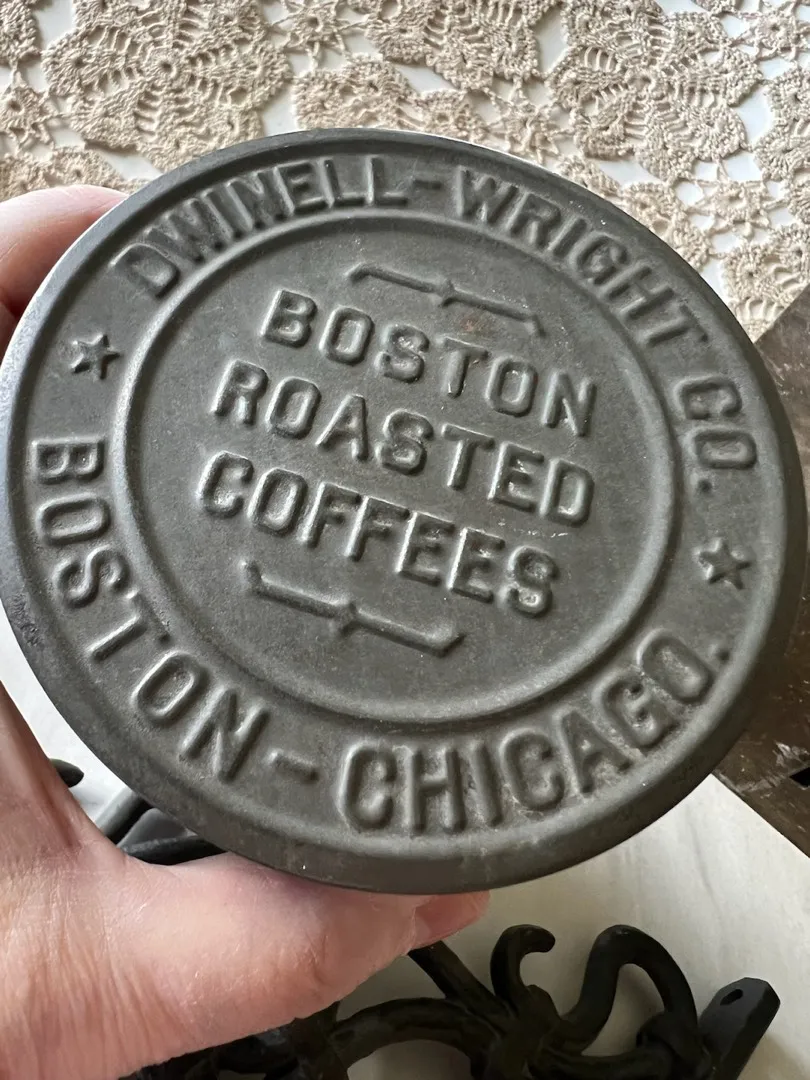 DWINELL-WRIGHT CO.
BOSTON
ROASTED
COFFEES
BOSTON-CHICAGO.